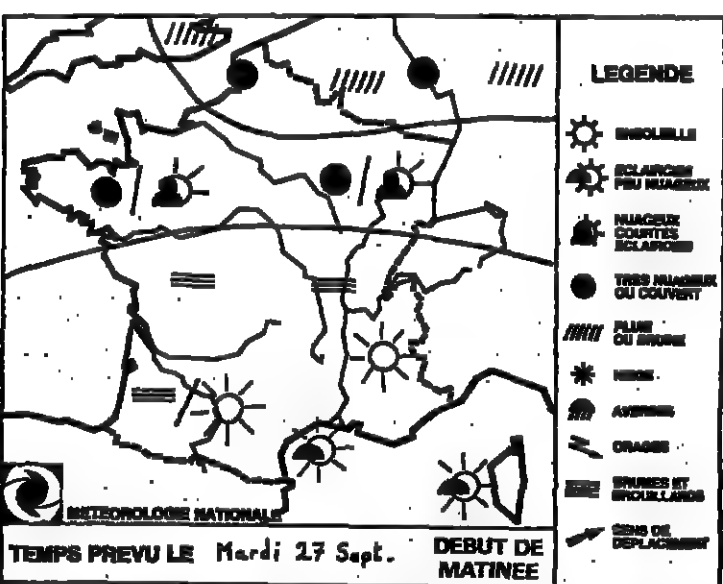 LEGENDE
ENSOLEILLE
ECLAIRCIES
PEU NUAGEUX
NUAGEUX
COURTES
ECLAIRCIES
TRES NUAGEUX
OU COUVERT
PLUIE
OU BRUINE
NEIGE
AVERSES
ORAGES
BRUMES ET
BROUILLARDS
SENS DE
DEPLACEMENT
METEOROLOGIE NATIONALE
TEMPS PREVU LE Mardi 27 Sept.
DEBUT DE
MATINEE